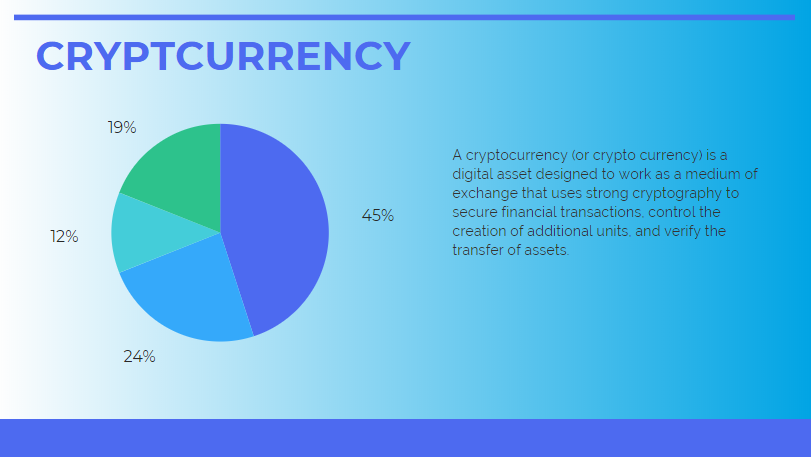 CRYPTCURRENCY
19%
45%
12%
24%
A cryptocurrency (or crypto currency) is a
digital asset designed to work as a medium of
exchange that uses strong cryptography to
secure financial transactions, control the
creation of additional units, and verify the
transfer of assets.